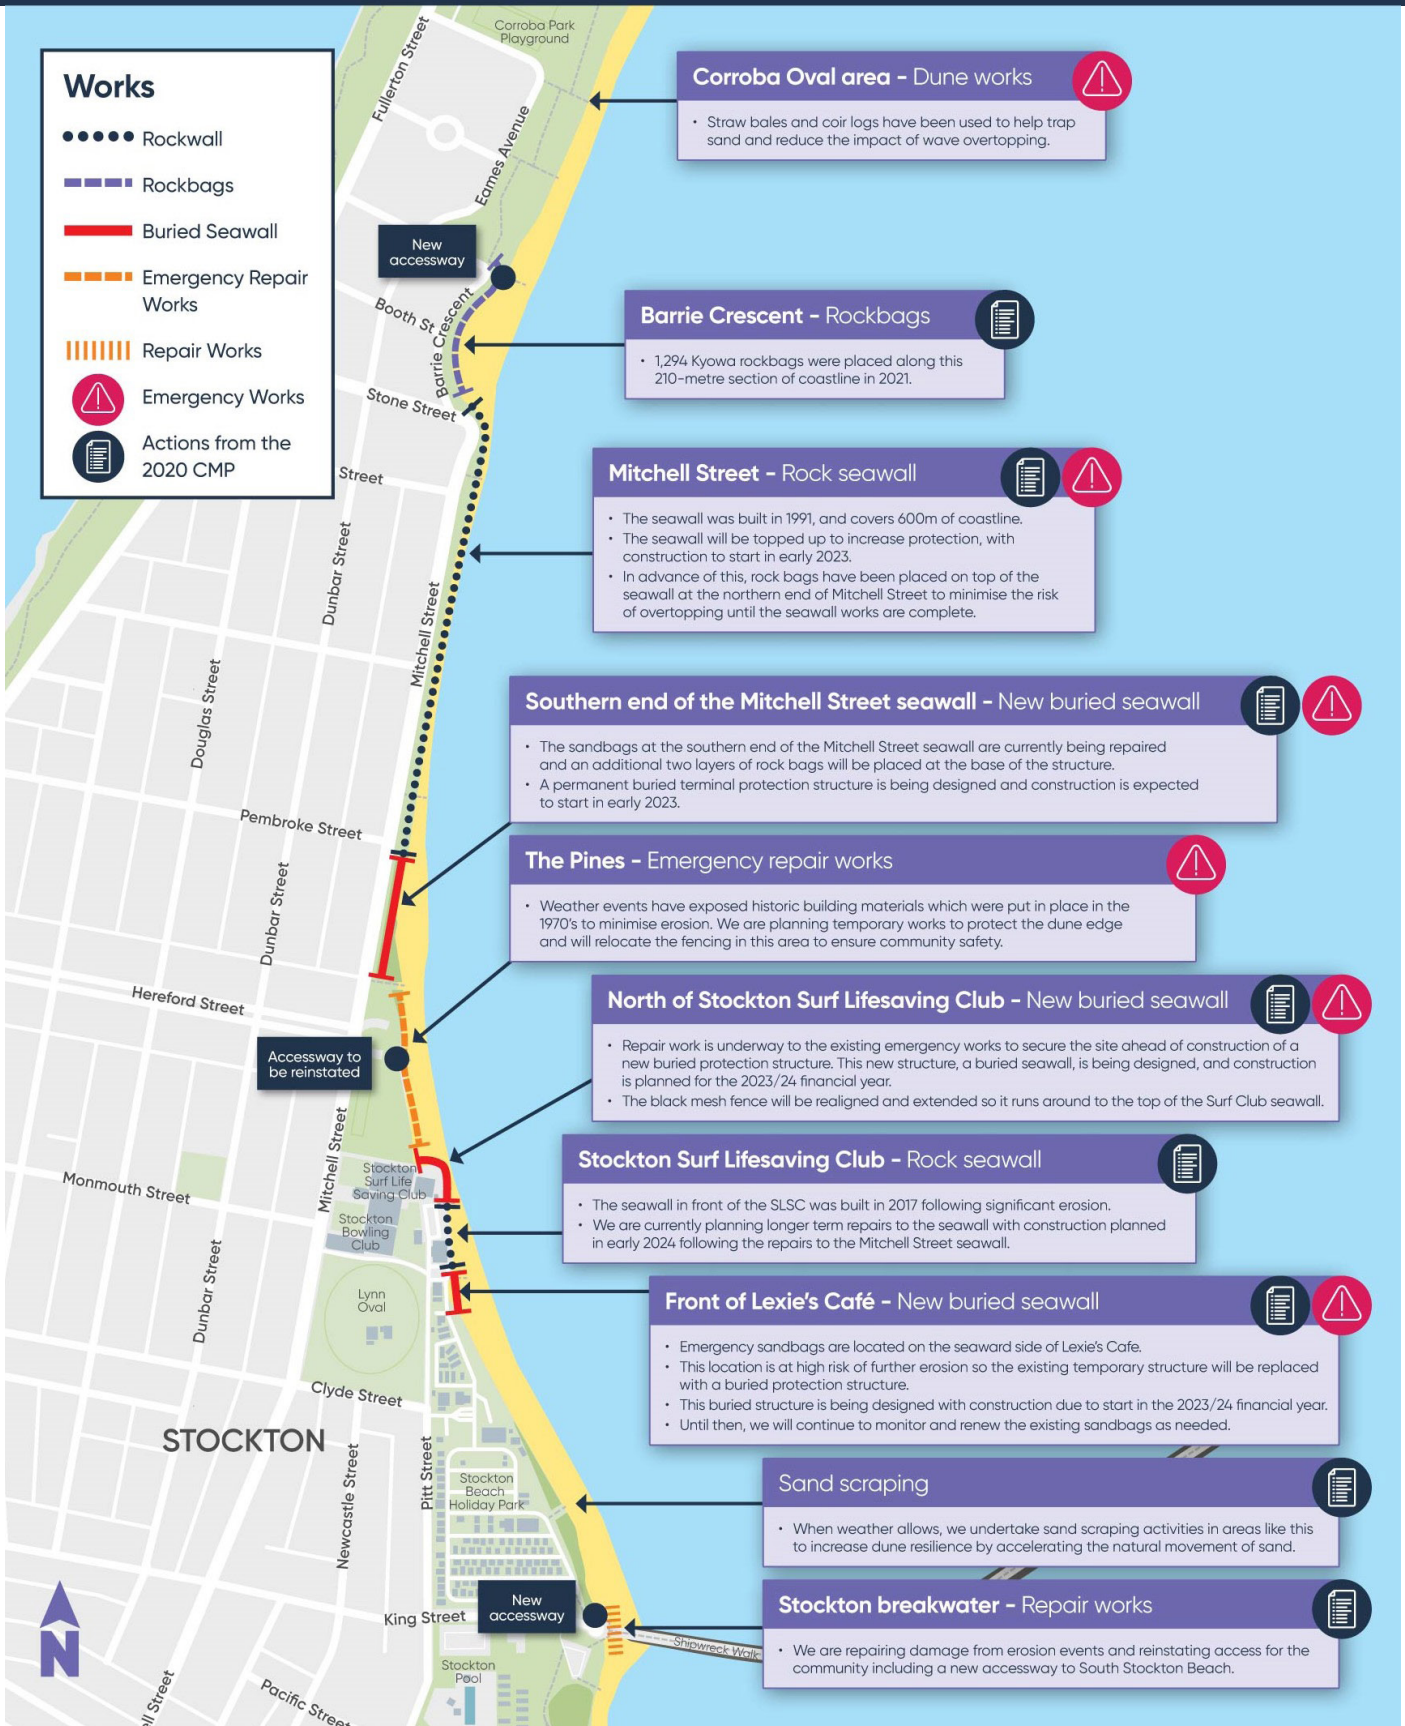 Works
Rockwall
Rockbags
Buried Seawall
Emergency Repair
Works
Repair Works
Emergency Works
Actions from the
2020 CMP
Corroba Park
Playground
Fullerton Street
Eames Avenue
New
accessway
Booth St
Barrie Crescent
Stone Street
Street
Dunbar Street
Mitchell Street
Douglas Street
Pembroke Street
Dunbar Street
Hereford Street
Accessway to
be reinstated
Mitchell Street
Monmouth Street
Stockton
Surf Life
Saving Club
Stockton
Bowling
Club
Dunbar Street
Lynn
Oval
Clyde Street
STOCKTON
Newcastle Street
Pitt Street
Stockton
Beach
Holiday Park
King Street
New
accessway
Shipwreck Walk
Stockton
Pool
Pacific Street
ell Street
N
Corroba Oval area - Dune works
• Straw bales and coir logs have been used to help trap
sand and reduce the impact of wave overtopping.
Barrie Crescent - Rockbags
• 1,294 Kyowa rockbags were placed along this
210-metre section of coastline in 2021.
Mitchell Street - Rock seawall
• The seawall was built in 1991, and covers 600m of coastline.
• The seawall will be topped up to increase protection, with
construction to start in early 2023.
• In advance of this, rock bags have been placed on top of the
seawall at the northern end of Mitchell Street to minimise the risk
of overtopping until the seawall works are complete.
Southern end of the Mitchell Street seawall - New buried seawall
• The sandbags at the southern end of the Mitchell Street seawall are currently being repaired
and an additional two layers of rock bags will be placed at the base of the structure.
• A permanent buried terminal protection structure is being designed and construction is expected
to start in early 2023.
The Pines - Emergency repair works
• Weather events have exposed historic building materials which were put in place in the
1970's to minimise erosion. We are planning temporary works to protect the dune edge
and will relocate the fencing in this area to ensure community safety.
North of Stockton Surf Lifesaving Club - New buried seawall
• Repair work is underway to the existing emergency works to secure the site ahead of construction of a
new buried protection structure. This new structure, a buried seawall, is being designed, and construction
is planned for the 2023/24 financial year.
• The black mesh fence will be realigned and extended so it runs around to the top of the Surf Club seawall.
Stockton Surf Lifesaving Club - Rock seawall
• The seawall in front of the SLSC was built in 2017 following significant erosion.
• We are currently planning longer term repairs to the seawall with construction planned
in early 2024 following the repairs to the Mitchell Street seawall.
Front of Lexie's Café - New buried seawall
• Emergency sandbags are located on the seaward side of Lexie's Cafe.
• This location is at high risk of further erosion so the existing temporary structure will be replaced
with a buried protection structure.
• This buried structure is being designed with construction due to start in the 2023/24 financial year.
• Until then, we will continue to monitor and renew the existing sandbags as needed.
Sand scraping
• When weather allows, we undertake sand scraping activities in areas like this
to increase dune resilience by accelerating the natural movement of sand.
Stockton breakwater - Repair works
• We are repairing damage from erosion events and reinstating access for the
community including a new accessway to South Stockton Beach.